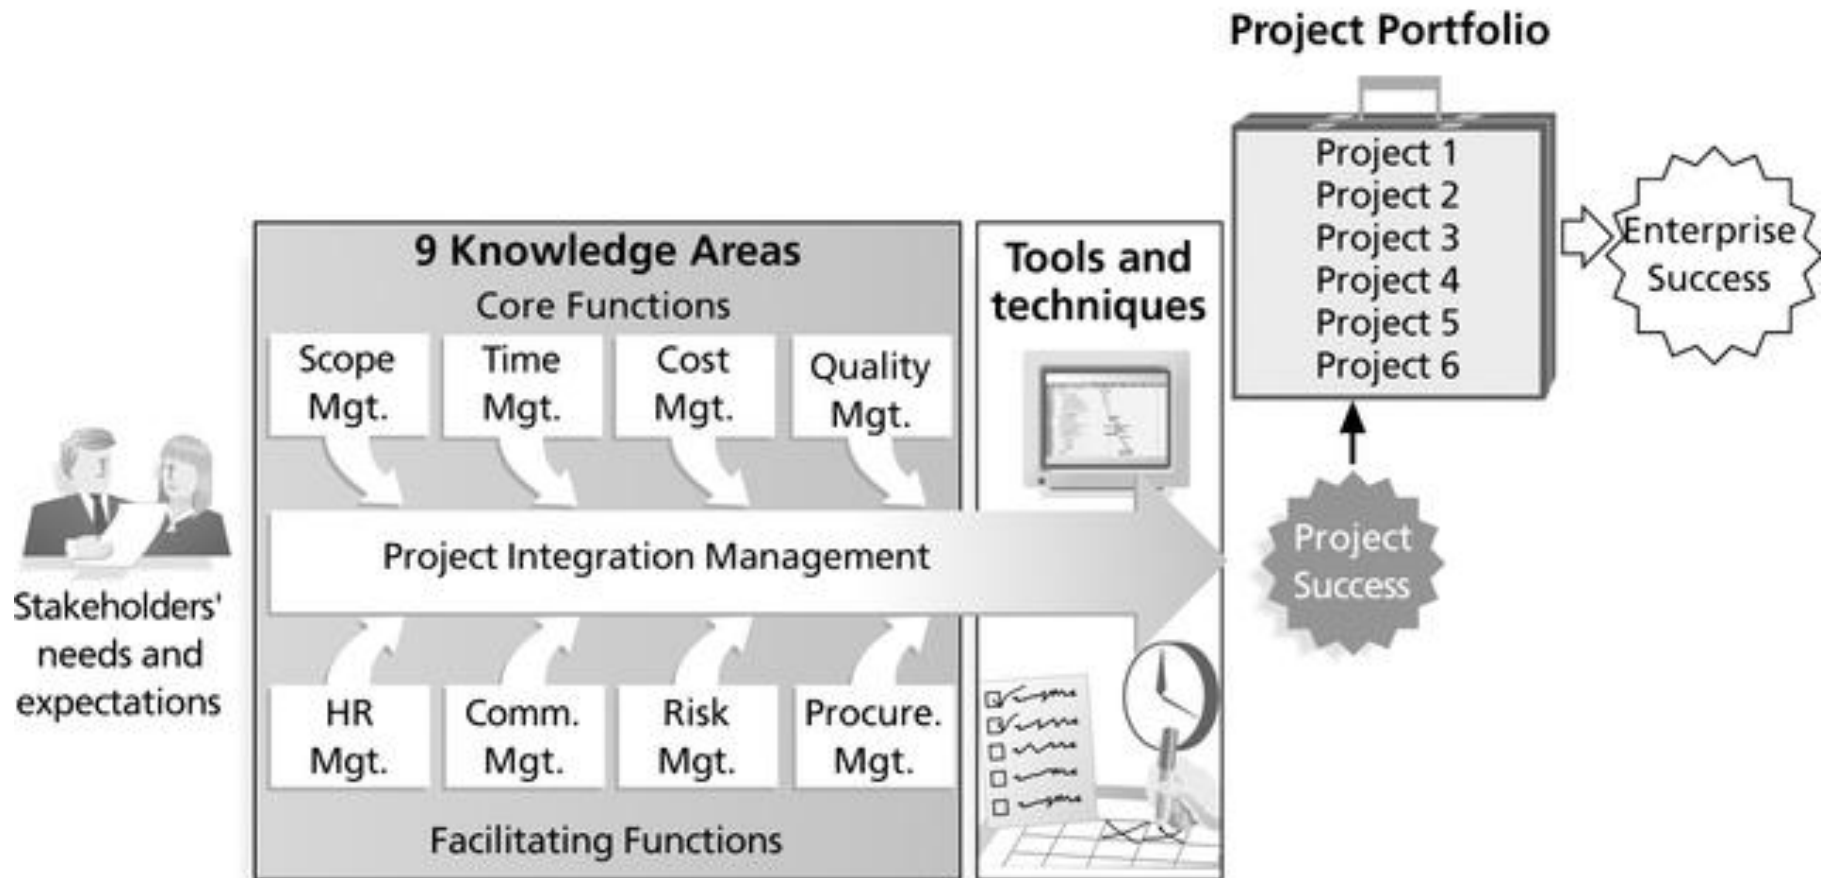 Project Portfolio
Project 1
Project 2
Project 3
Project 4
Project 5
Project 6
Enterprise
Success
9 Knowledge Areas
Core Functions
Scope
Mgt.
Time
Mgt.
Cost
Mgt.
Quality
Mgt.
Tools and
techniques
Stakeholders'
needs and
expectations
Project Integration Management
Project
Success
HR
Mgt.
Comm.
Mgt.
Risk
Mgt.
Procure.
Mgt.
Facilitating Functions